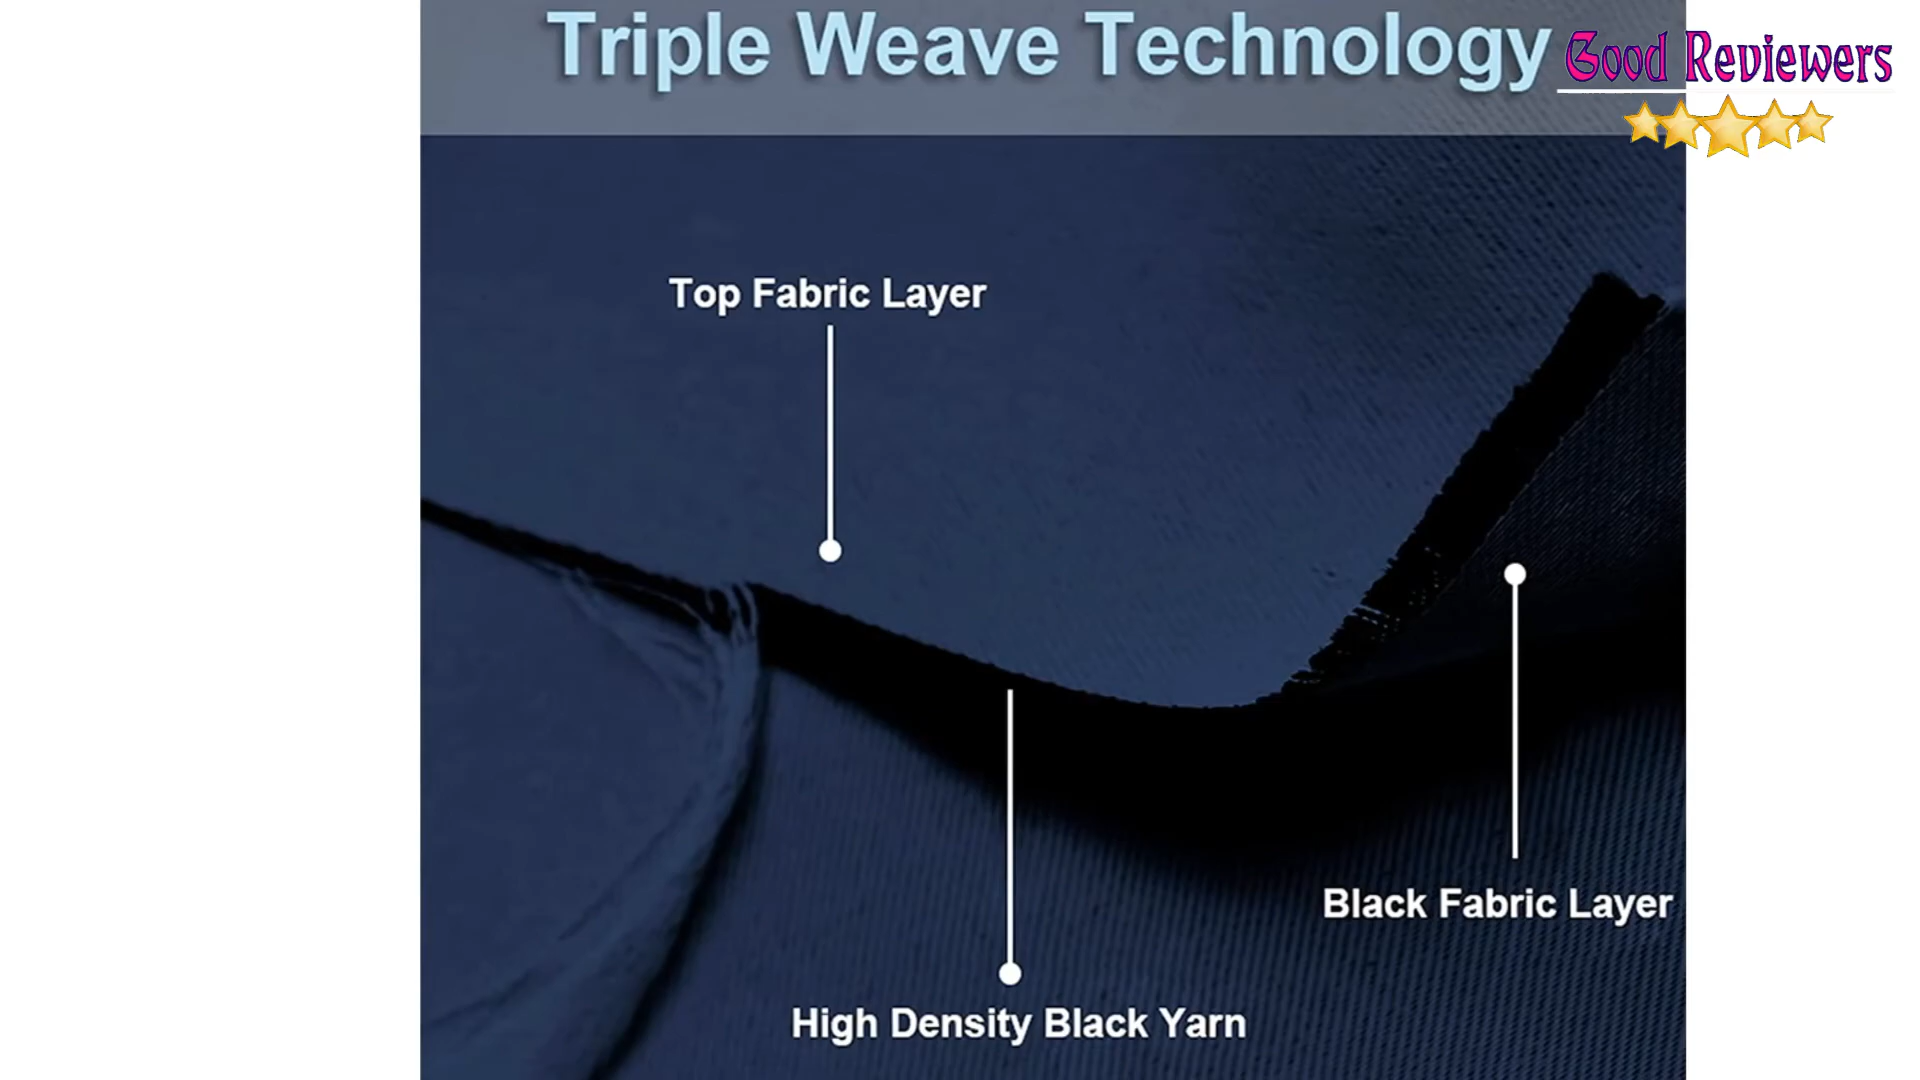 Triple Weave Technology
Good Reviewers
Top Fabric Layer
Black Fabric Layer
High Density Black Yarn